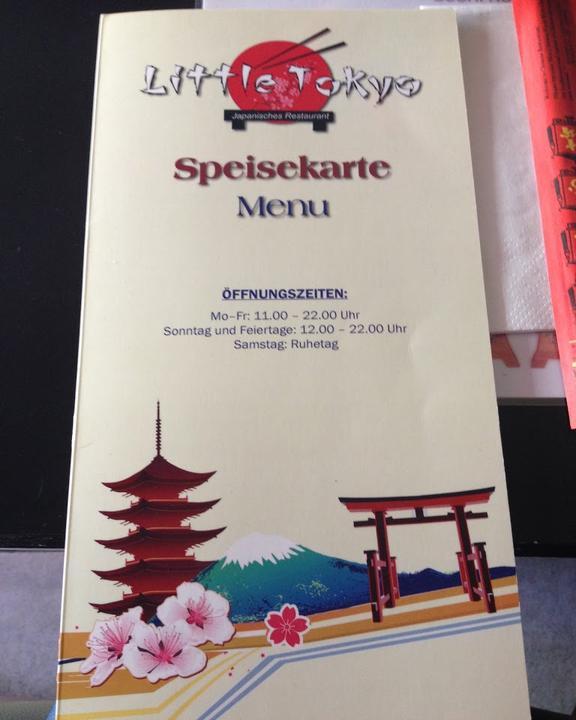 Little Tokyo
Japanisches Restaurant
Speisekarte
Menu
ÖFFNUNGSZEITEN:
Mo–Fr: 11.00 – 22.00 Uhr
Sonntag und Feiertage: 12.00 – 22.00 Uhr
Samstag: Ruhetag